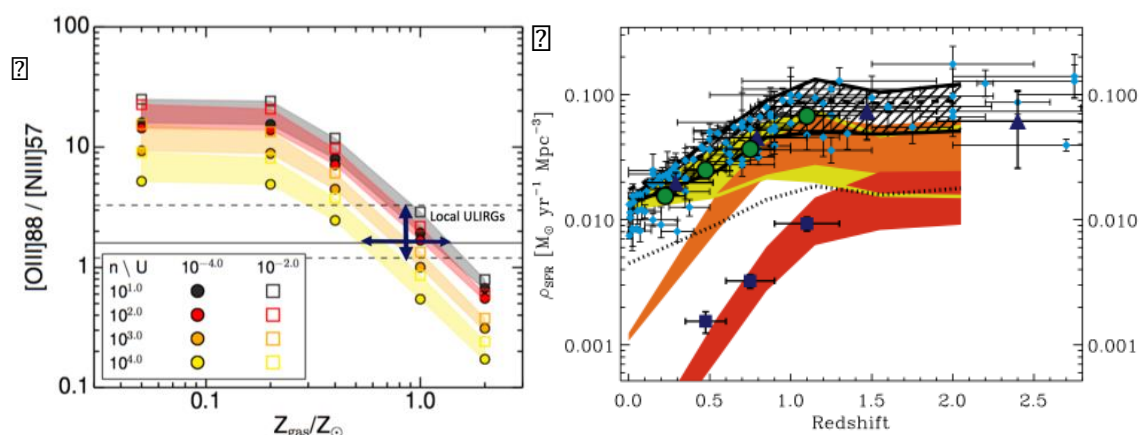 100
10
1
0.1
[OIII]88 / [NIII]57
Local ULIRGs
n \ U 10^-4.0 10^-2.0
10^1.0
10^2.0
10^3.0
10^4.0
0.1 1.0
Z_gas/Z_⊙
0.100 0.100
0.010 0.010
0.001 0.001
ρ_SFR [M_⊙ yr^-1 Mpc^-3]
0.0 0.5 1.0 1.5 2.0 2.5
Redshift